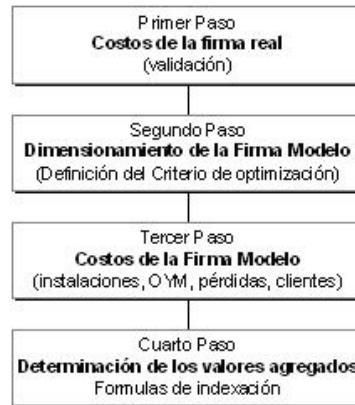 Primer Paso
Costos de la firma real
(validación)
Segundo Paso
Dimensionamiento de la Firma Modelo
(Definición del Criterio de optimización)
Tercer Paso
Costos de la Firma Modelo
(instalaciones, OYM, pérdidas, clientes)
Cuarto Paso
Determinación de los valores agregados
Formulas de indexación